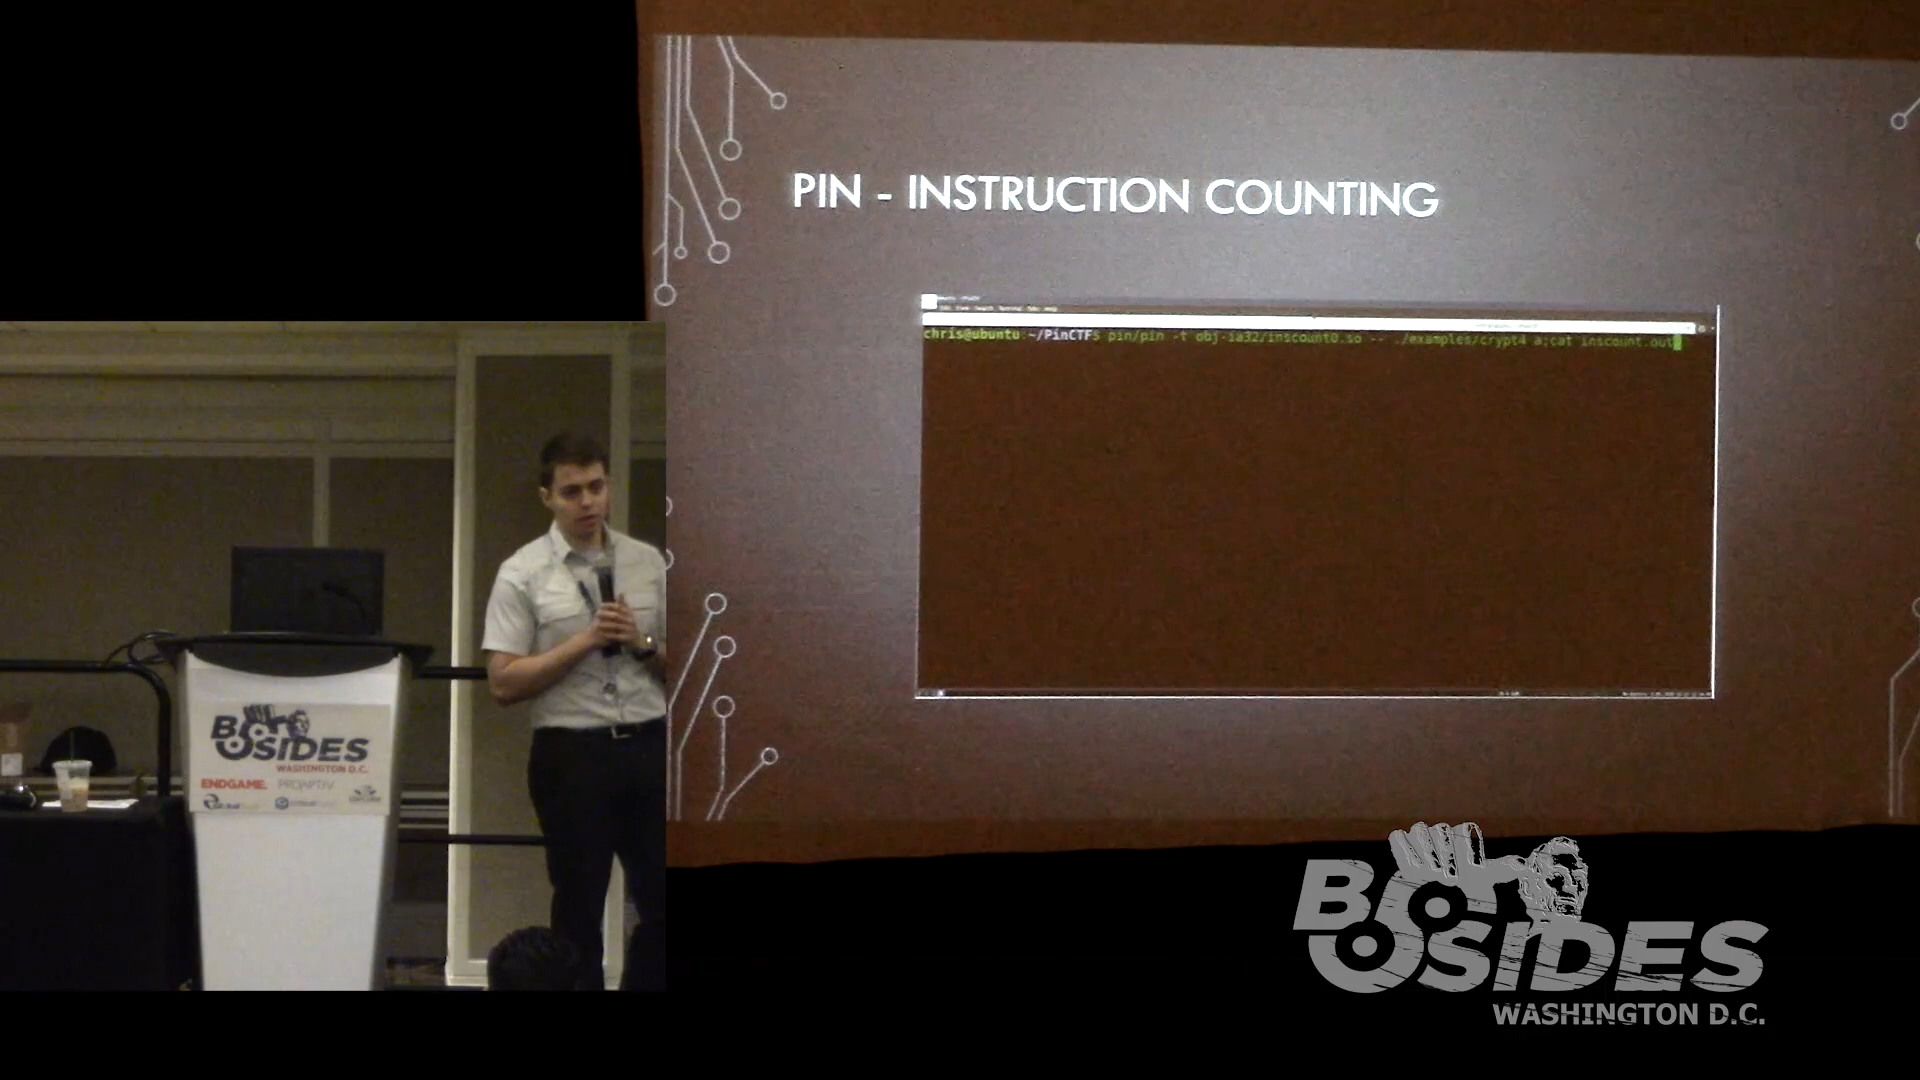 PIN - INSTRUCTION COUNTING
chris@ubuntu:~/PinCTF$ pin/pin -t obj-ia32/inscount0.so -- ./examples/crypt4 a;cat inscount.out
BSIDES
WASHINGTON D.C.
ENDGAME. PROAPTIV
BSIDES
WASHINGTON D.C.